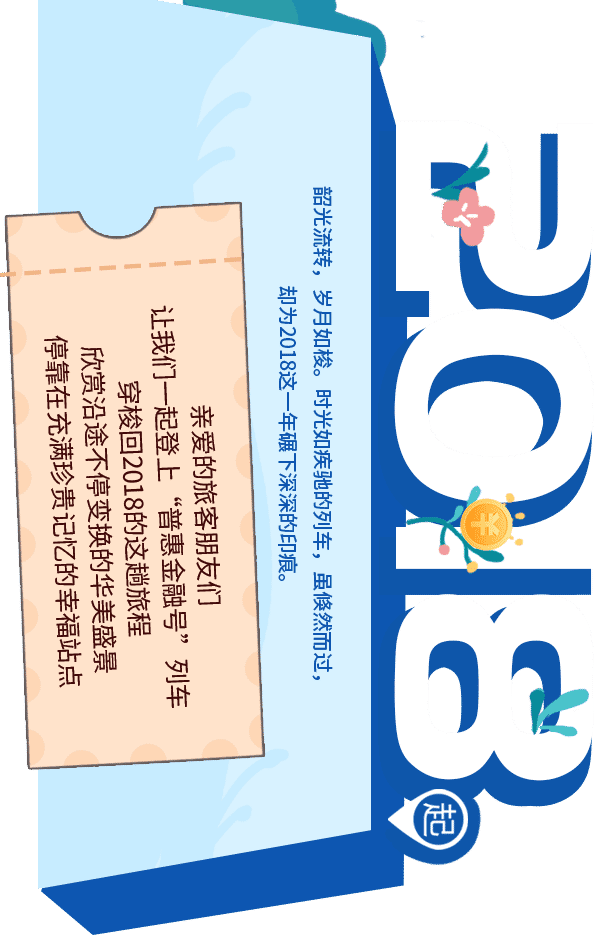 2018
起
韶光流转，岁月如梭。时光如疾驰的列车，虽倏然而过，
却为2018这一年碾下深深的印痕。
亲爱的旅客朋友们
让我们一起登上“普惠金融号”列车
穿梭回2018的这趟旅程
欣赏沿途不停变换的华美盛景
停靠在充满珍贵记忆的幸福站点